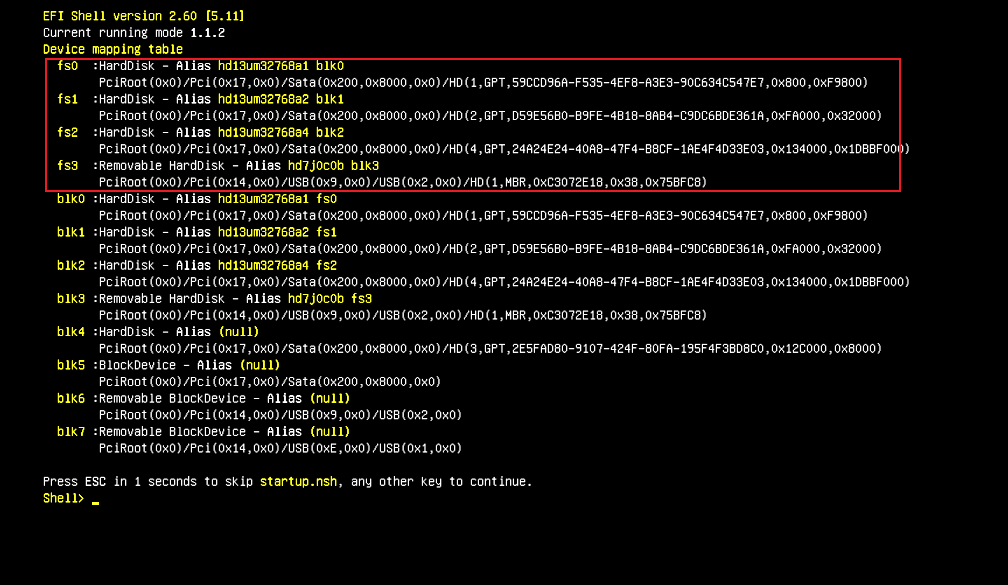 EFI Shell version 2.60 [5.11]
Current running mode 1.1.2
Device mapping table
fs0 :HardDisk - Alias hd13um32768a1 blk0
PciRoot(0x0)/Pci(0x17,0x0)/Sata(0x200,0x8000,0x0)/HD(1,GPT,59CCD96A-F535-4EF8-A3E3-90C634C547E7,0x800,0xF9800)
fs1 :HardDisk - Alias hd13um32768a2 blk1
PciRoot(0x0)/Pci(0x17,0x0)/Sata(0x200,0x8000,0x0)/HD(2,GPT,D59E56B0-B9FE-4B18-8AB4-C9DC6BDE361A,0xFA000,0x32000)
fs2 :HardDisk - Alias hd13um32768a4 blk2
PciRoot(0x0)/Pci(0x17,0x0)/Sata(0x200,0x8000,0x0)/HD(4,GPT,24A24E24-40A8-47F4-B8CF-1AE4F4D33E03,0x134000,0x1DBBF000)
fs3 :Removable HardDisk - Alias hd7j0c0b blk3
PciRoot(0x0)/Pci(0x14,0x0)/USB(0x9,0x0)/USB(0x2,0x0)/HD(1,MBR,0xC3072E18,0x38,0x75BFC8)
blk0 :HardDisk - Alias hd13um32768a1 fs0
PciRoot(0x0)/Pci(0x17,0x0)/Sata(0x200,0x8000,0x0)/HD(1,GPT,59CCD96A-F535-4EF8-A3E3-90C634C547E7,0x800,0xF9800)
blk1 :HardDisk - Alias hd13um32768a2 fs1
PciRoot(0x0)/Pci(0x17,0x0)/Sata(0x200,0x8000,0x0)/HD(2,GPT,D59E56B0-B9FE-4B18-8AB4-C9DC6BDE361A,0xFA000,0x32000)
blk2 :HardDisk - Alias hd13um32768a4 fs2
PciRoot(0x0)/Pci(0x17,0x0)/Sata(0x200,0x8000,0x0)/HD(4,GPT,24A24E24-40A8-47F4-B8CF-1AE4F4D33E03,0x134000,0x1DBBF000)
blk3 :Removable HardDisk - Alias hd7j0c0b fs3
PciRoot(0x0)/Pci(0x14,0x0)/USB(0x9,0x0)/USB(0x2,0x0)/HD(1,MBR,0xC3072E18,0x38,0x75BFC8)
blk4 :HardDisk - Alias (null)
PciRoot(0x0)/Pci(0x17,0x0)/Sata(0x200,0x8000,0x0)/HD(3,GPT,2E5FAD80-9107-424F-80FA-195F4F3BD8C0,0x12C000,0x8000)
blk5 :BlockDevice - Alias (null)
PciRoot(0x0)/Pci(0x17,0x0)/Sata(0x200,0x8000,0x0)
blk6 :Removable BlockDevice - Alias (null)
PciRoot(0x0)/Pci(0x14,0x0)/USB(0x9,0x0)/USB(0x2,0x0)
blk7 :Removable BlockDevice - Alias (null)
PciRoot(0x0)/Pci(0x14,0x0)/USB(0xE,0x0)/USB(0x1,0x0)
Press ESC in 1 seconds to skip startup.nsh, any other key to continue.
Shell> _